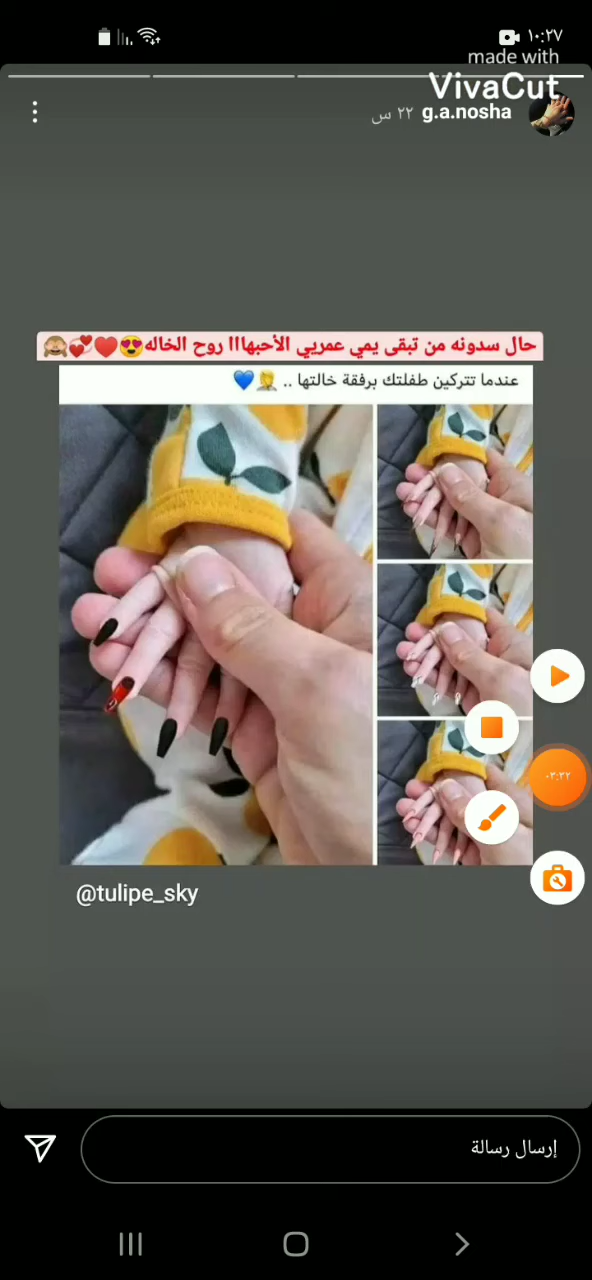 ١٠:٢٧
made with
VivaCut
g.a.nosha ٢٢ س
حال سدونه من تبقى يمي عمريي الأحبهااا روح الخاله😍♥️💞🙈
عندما تتركين طفلتك برفقة خالتها .. 🤦💙
٠٣:٣٢
@tulipe_sky
إرسال رسالة